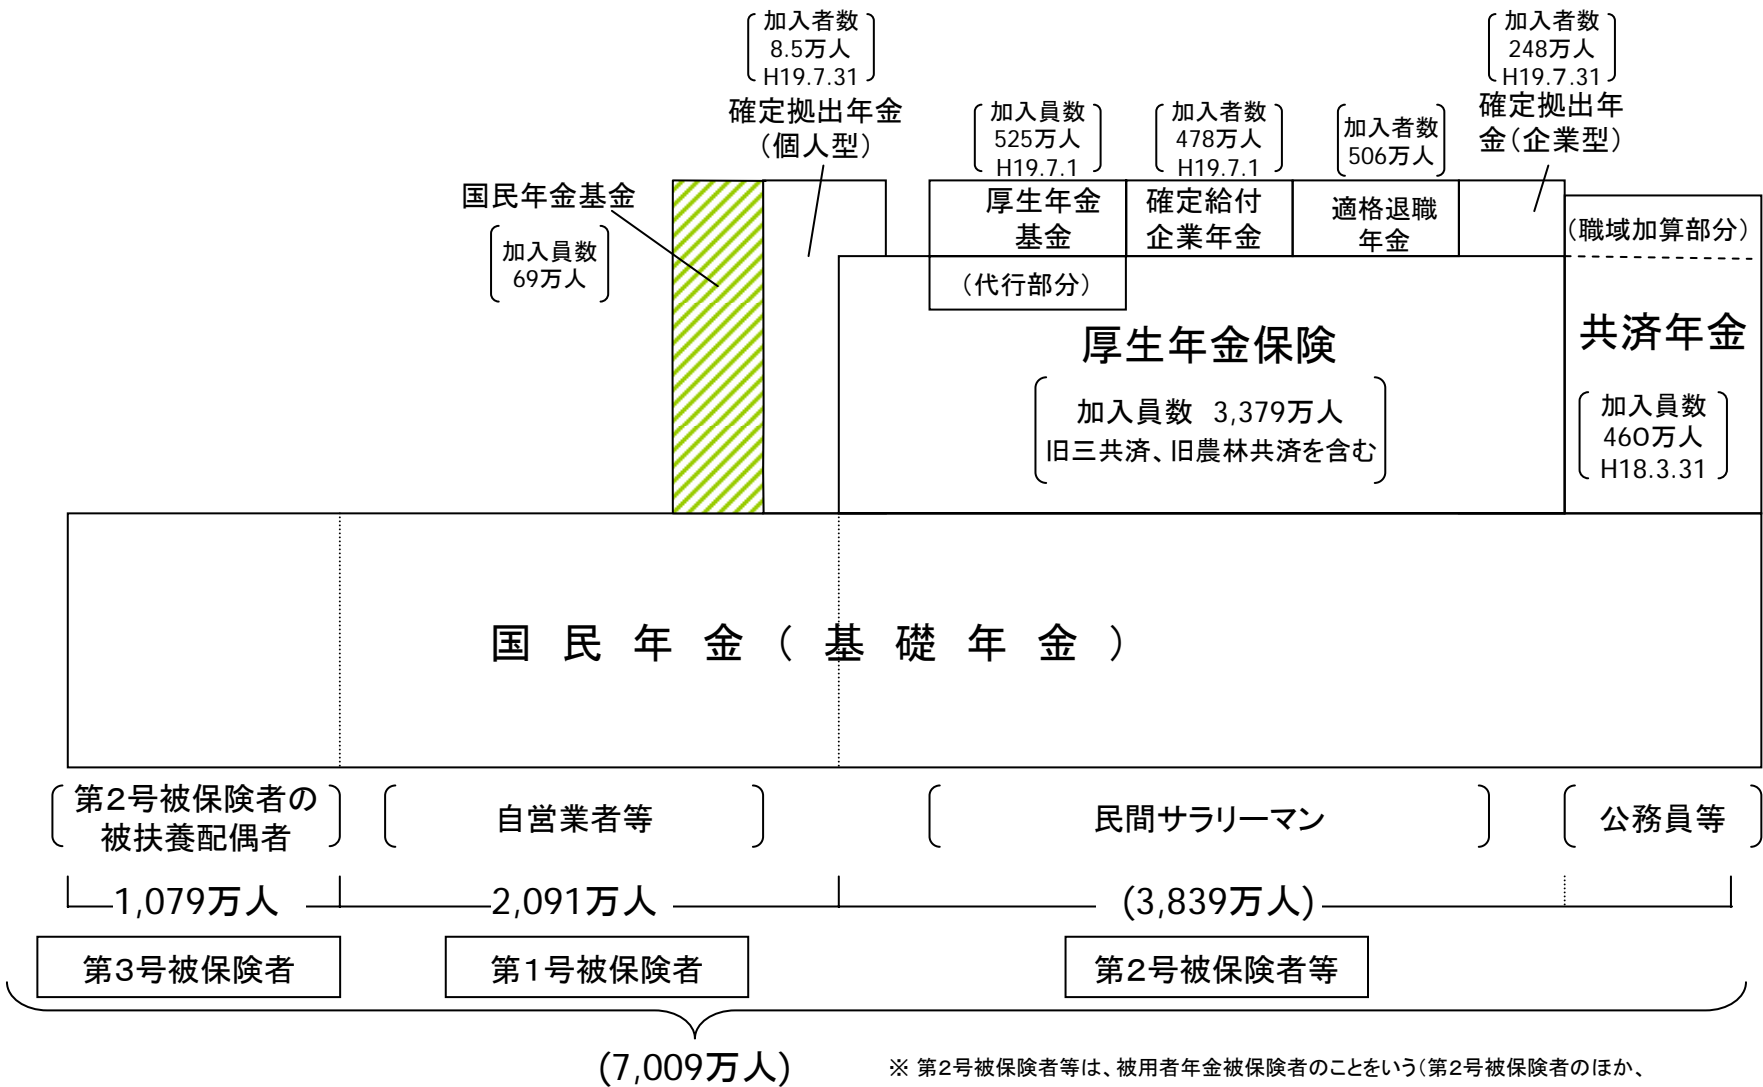 加入者数
8.5万人
H19.7.31
確定拠出年金
（個人型）
加入者数
248万人
H19.7.31
確定拠出年
金（企業型）
加入員数
525万人
H19.7.1
加入者数
478万人
H19.7.1
加入者数
506万人
国民年金基金
加入員数
69万人
厚生年金
基金
確定給付
企業年金
適格退職
年金
（職域加算部分）
（代行部分）
厚生年金保険
加入員数 3,379万人
旧三共済、旧農林共済を含む
共済年金
加入員数
460万人
H18.3.31
国民年金（基礎年金）
第2号被保険者の
被扶養配偶者
自営業者等
民間サラリーマン
公務員等
1,079万人
2,091万人
(3,839万人)
第3号被保険者
第1号被保険者
第2号被保険者等
(7,009万人)
※ 第2号被保険者等は、被用者年金被保険者のことをいう（第2号被保険者のほか、